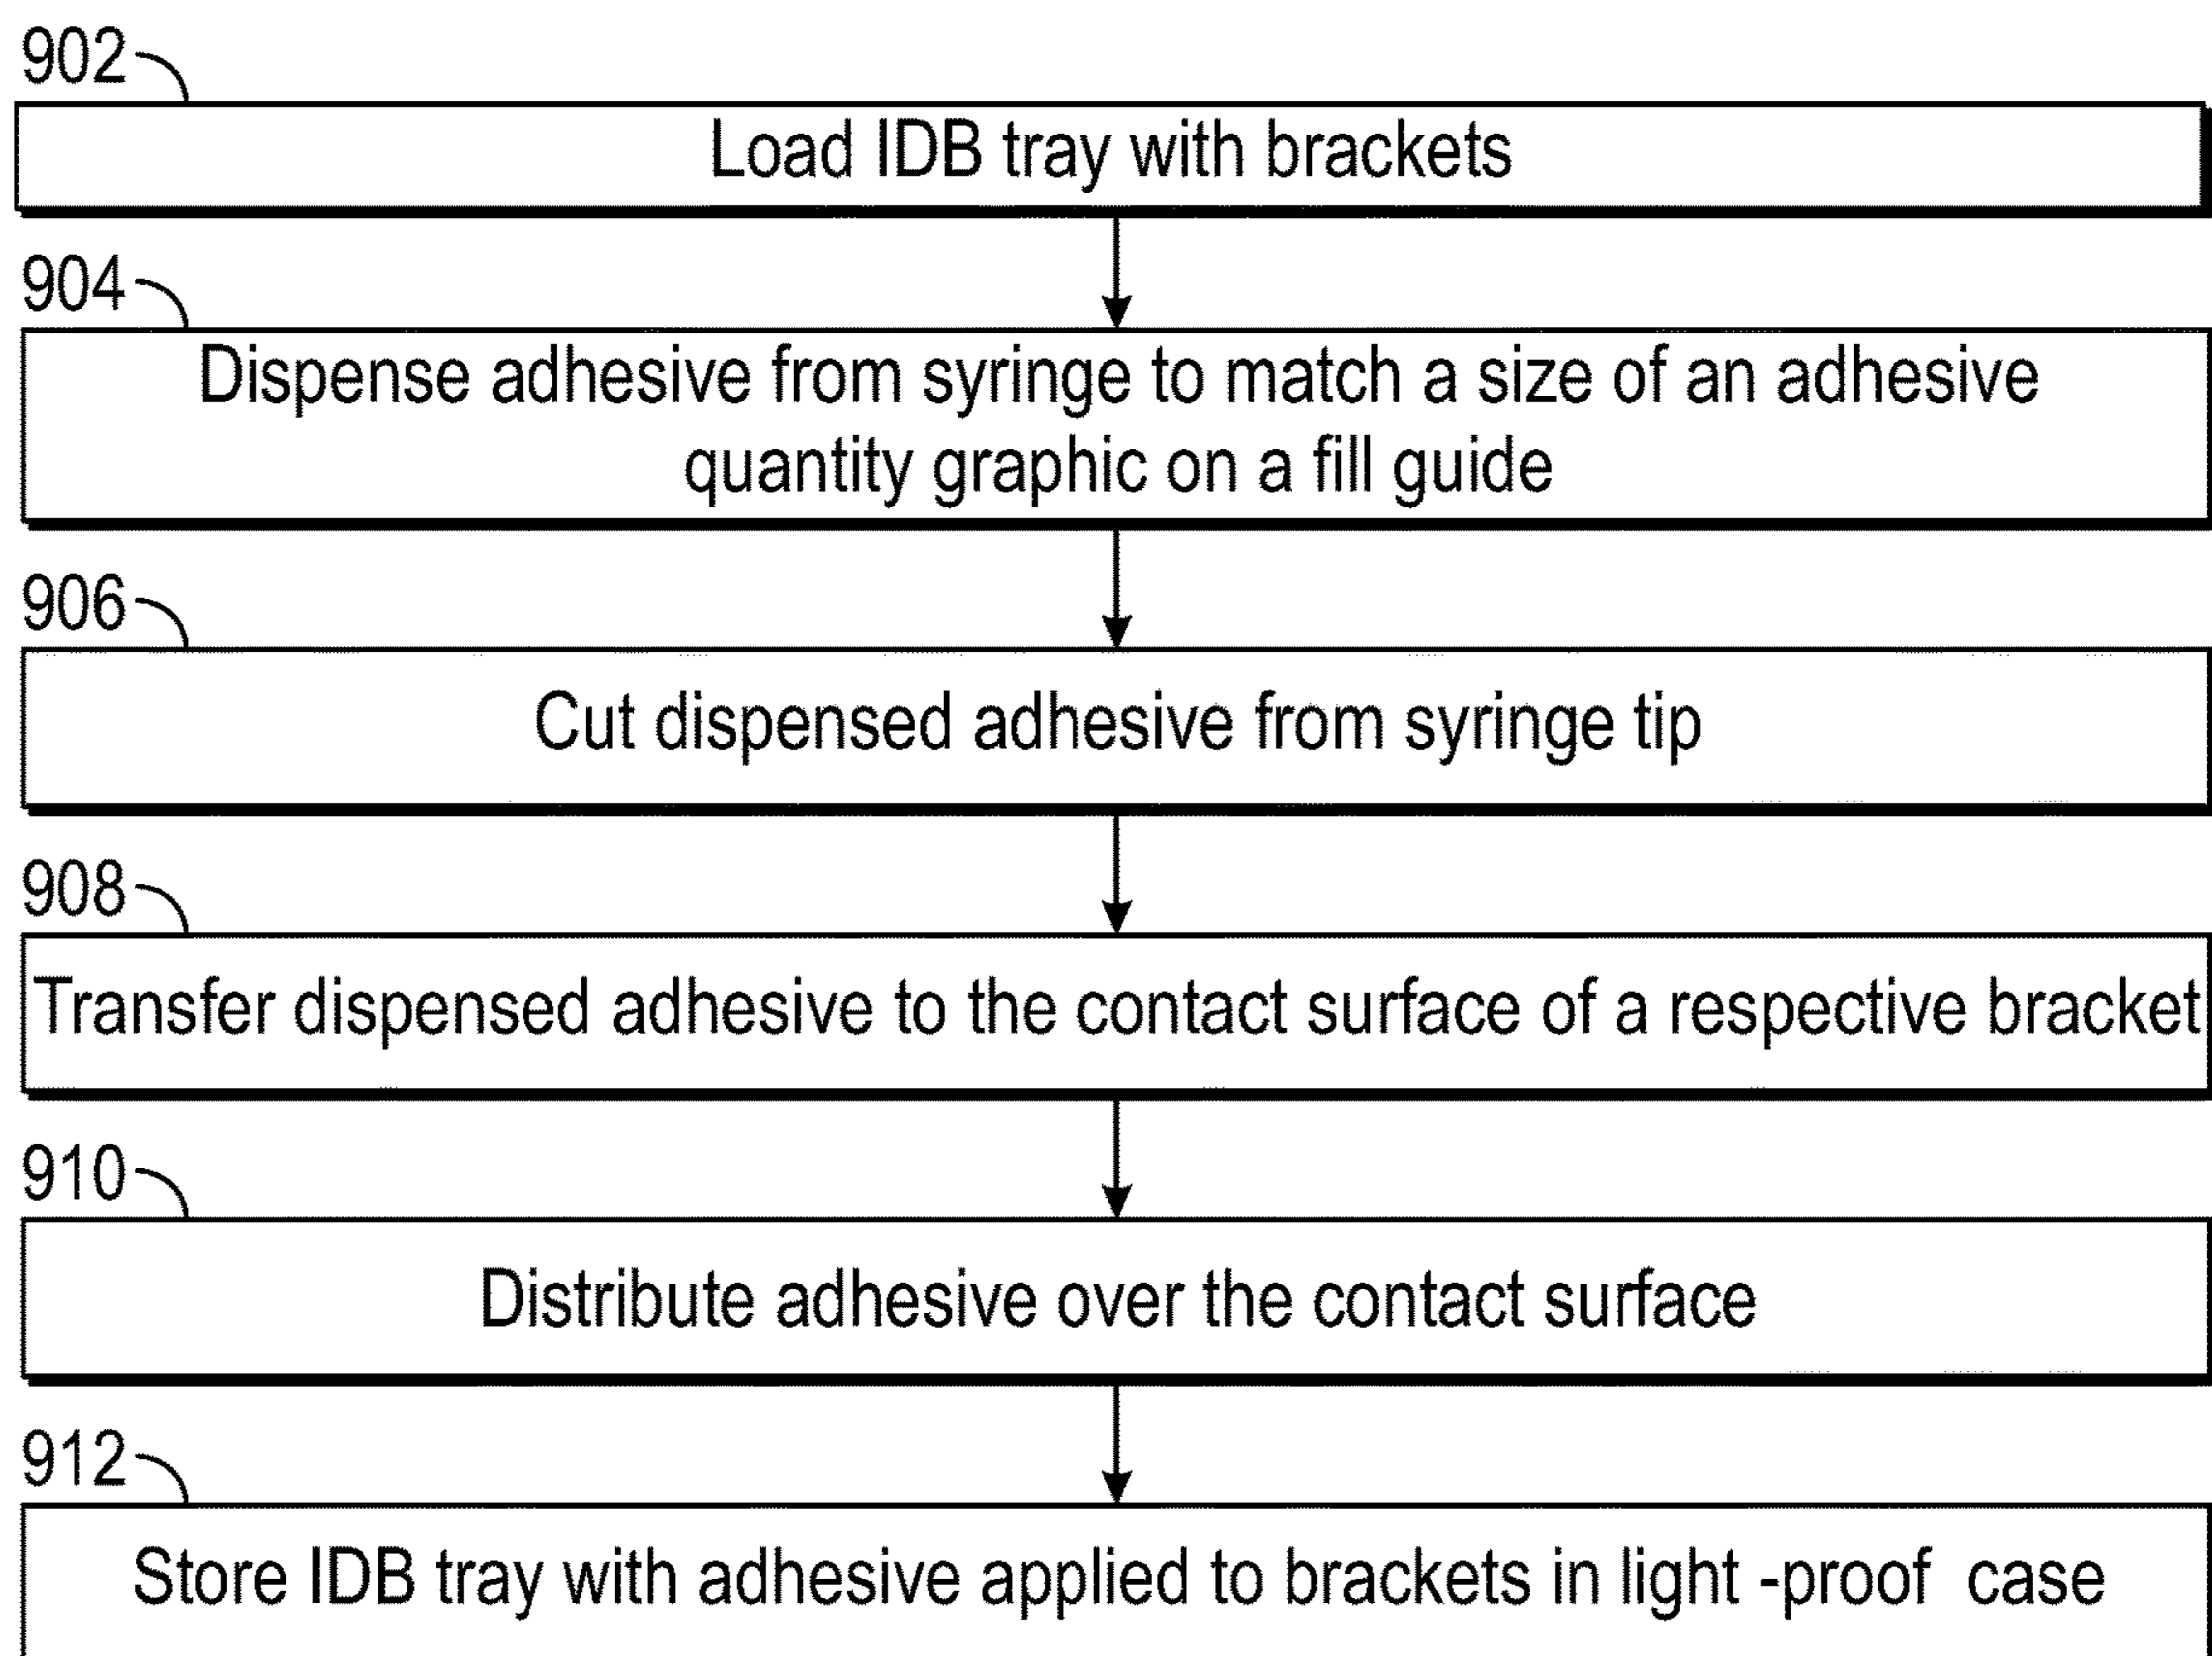 902
Load IDB tray with brackets
904
Dispense adhesive from syringe to match a size of an adhesive
quantity graphic on a fill guide
906
Cut dispensed adhesive from syringe tip
908
Transfer dispensed adhesive to the contact surface of a respective bracket
910
Distribute adhesive over the contact surface
912
Store IDB tray with adhesive applied to brackets in light -proof case